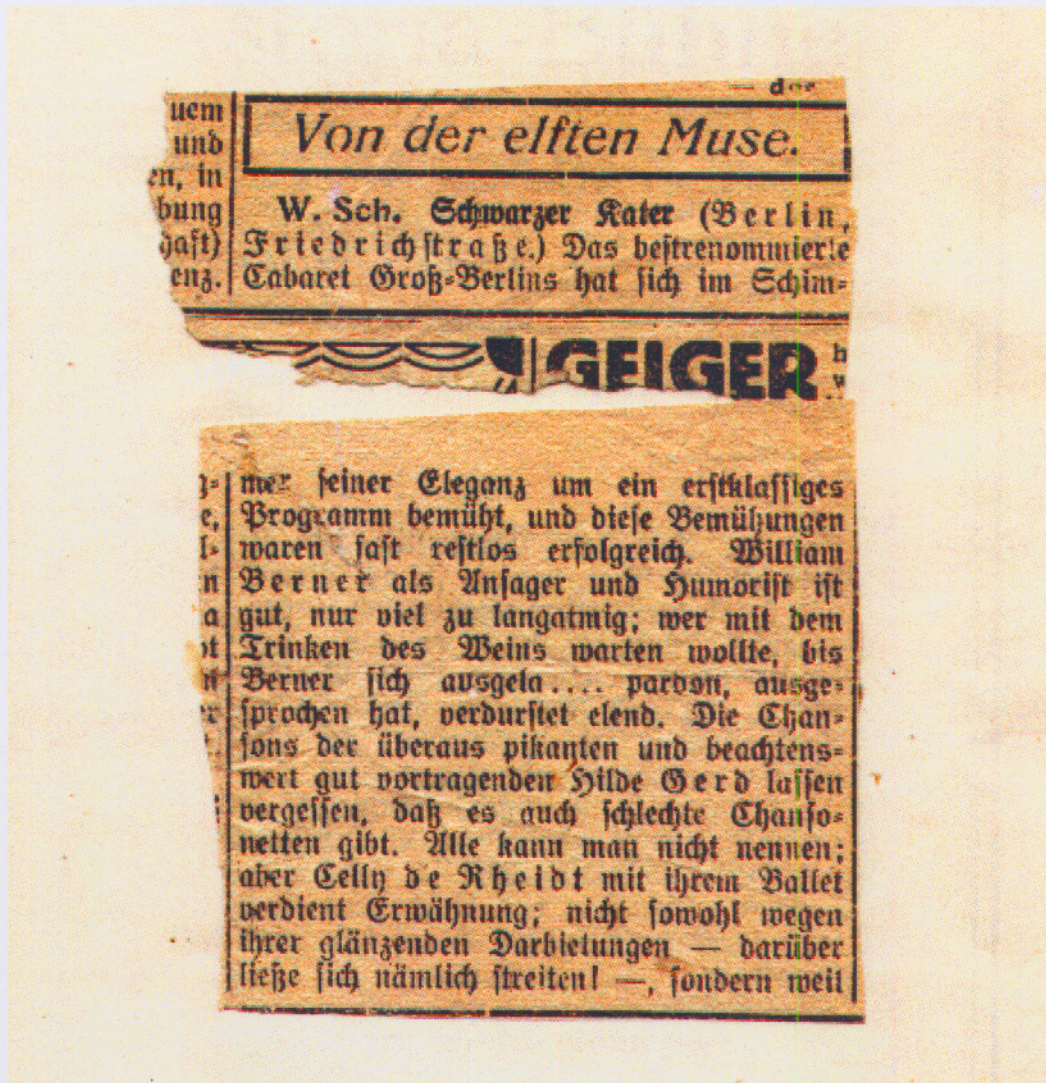 uem
und
en, in
bung
haft)
enz.
Von der elften Muse.
W. Sch. Schwarzer Kater (Berlin,
Friedrichstraße.) Das bestrenommierte
Cabaret Groß-Berlins hat sich im Schim-
GEIGER
mer seiner Eleganz um ein erstklassiges
Programm bemüht, und diese Bemühungen
waren fast restlos erfolgreich. William
Berner als Ansager und Humorist ist
gut, nur viel zu langatmig; wer mit dem
Trinken des Weins warten wollte, bis
Berner sich ausgela.... pardon, ausge-
sprochen hat, verdurstet elend. Die Chan-
sons der überaus pikanten und beachtens-
wert gut vortragenden Hilde Gerd lassen
vergessen, daß es auch schlechte Chanso-
netten gibt. Alle kann man nicht nennen;
aber Celly de Rheidt mit ihrem Ballet
verdient Erwähnung; nicht sowohl wegen
ihrer glänzenden Darbietungen — darüber
ließe sich nämlich streiten! —, sondern weil